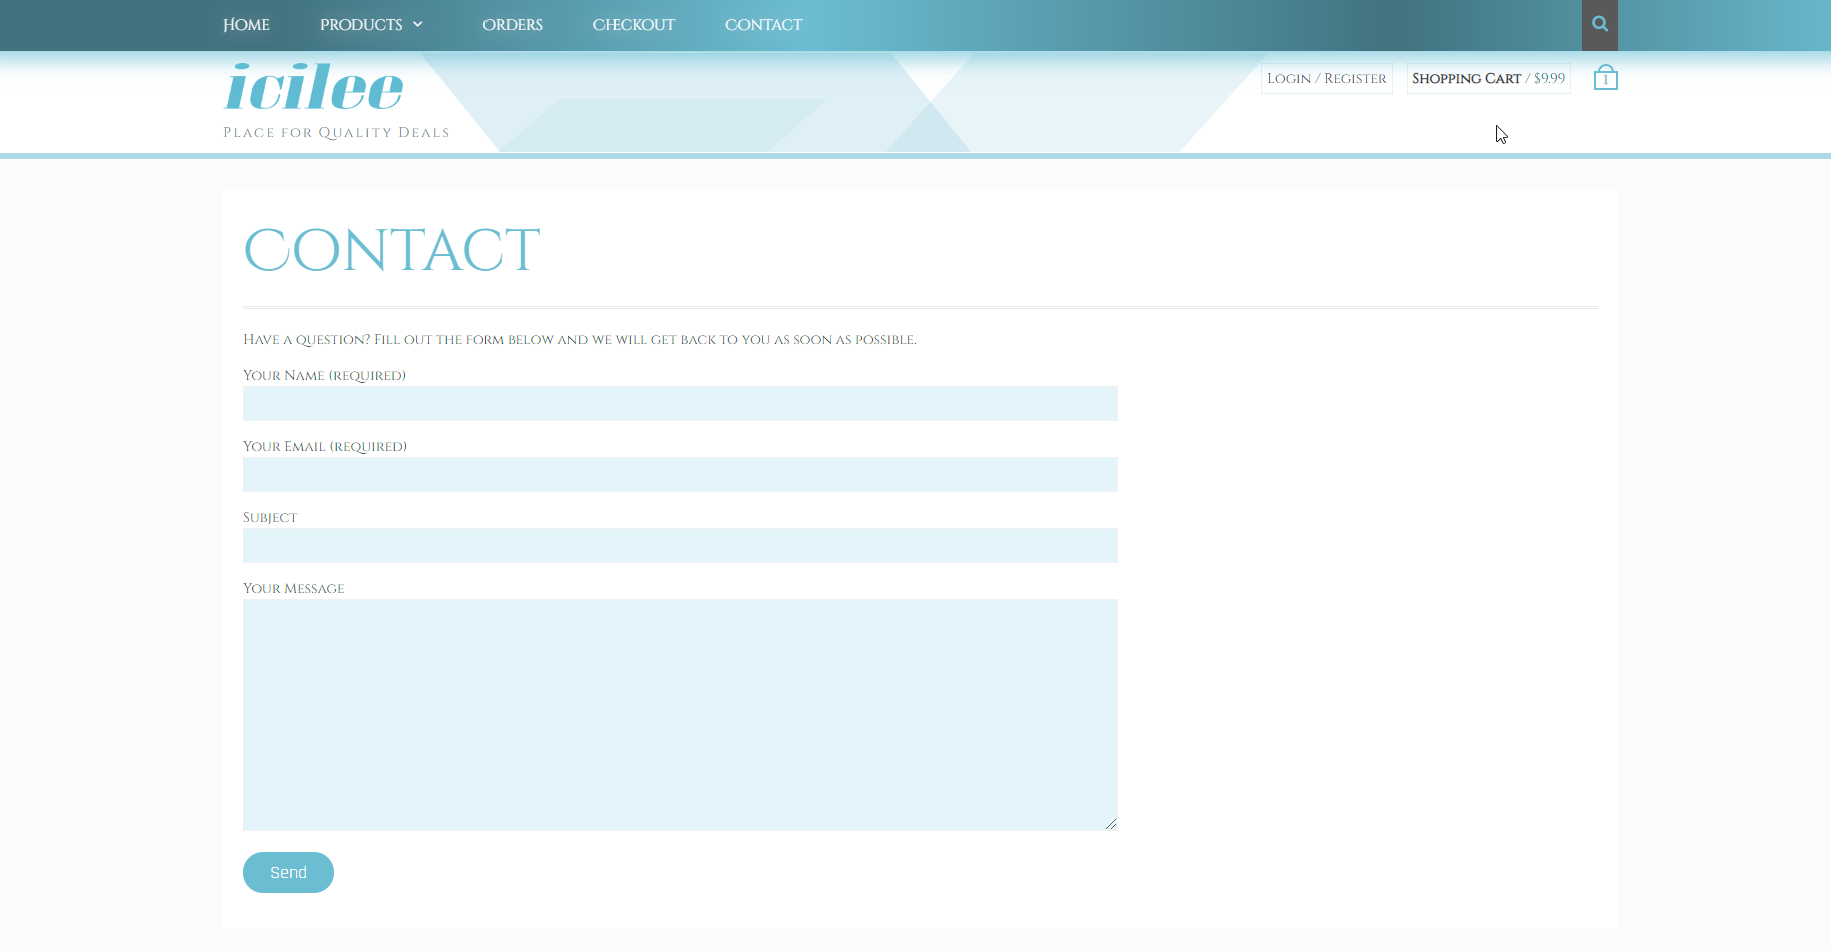 Home Products Orders Checkout Contact
icilee
Place for Quality Deals
Login / Register
Shopping Cart / $9.99
1
Contact
Have a question? Fill out the form below and we will get back to you as soon as possible.
Your Name (required)
Your Email (required)
Subject
Your Message
Send